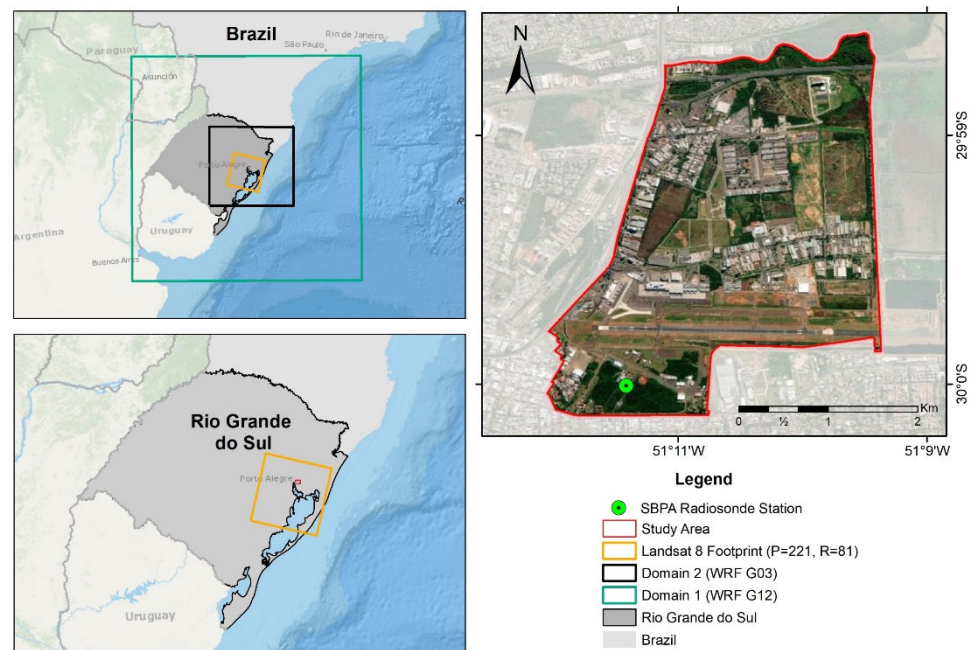 Brazil
Paraguay
São Paulo
Rio de Janeiro
Asunción
Porto Alegre
Uruguay
Argentina
Buenos Aires
R
Rio Grande
do Sul
Porto Alegre
Uruguay
N
29°59'S
30°0'S
Km
0 ½ 1 2
51°11'W 51°9'W
Legend
SBPA Radiosonde Station
Study Area
Landsat 8 Footprint (P=221, R=81)
Domain 2 (WRF G03)
Domain 1 (WRF G12)
Rio Grande do Sul
Brazil